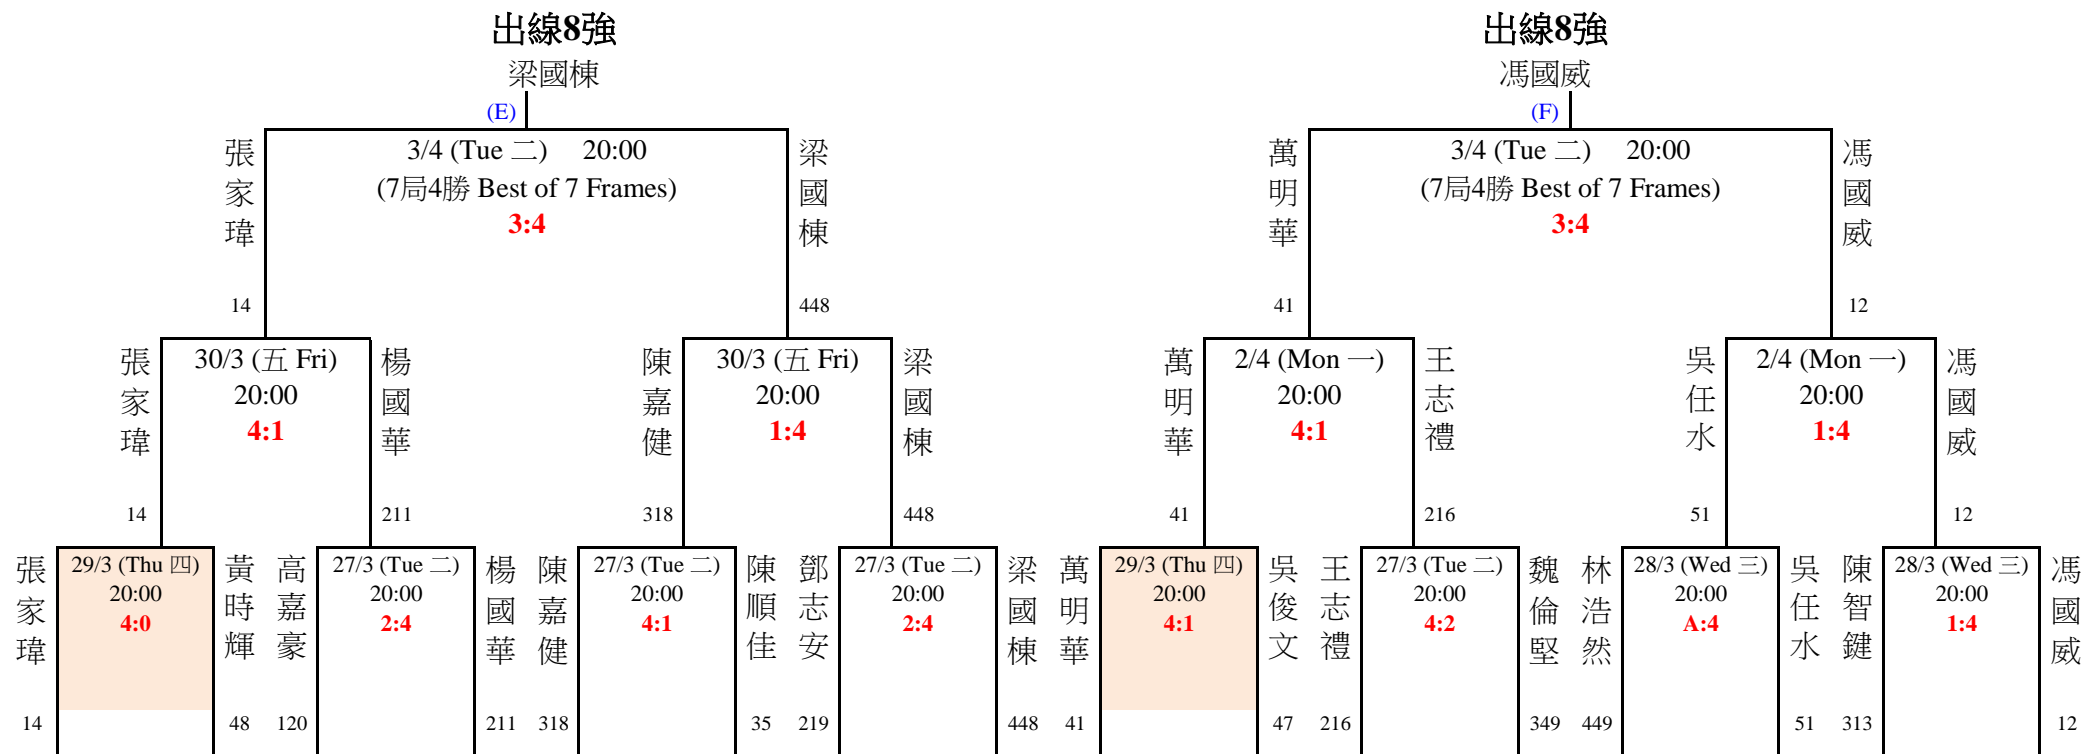 出線8強
出線8強
梁國棟
馮國威
(E)
(F)
張家瑋
3/4 (Tue 二) 20:00
(7局4勝 Best of 7 Frames)
3:4
梁國棟
萬明華
3/4 (Tue 二) 20:00
(7局4勝 Best of 7 Frames)
3:4
馮國威
14
448
41
12
張家瑋
30/3 (五 Fri)
20:00
4:1
楊國華
陳嘉健
30/3 (五 Fri)
20:00
1:4
梁國棟
萬明華
2/4 (Mon 一)
20:00
4:1
王志禮
吳任水
2/4 (Mon 一)
20:00
1:4
馮國威
14
211
318
448
41
216
51
12
張家瑋
29/3 (Thu 四)
20:00
4:0
黃時輝
高嘉豪
27/3 (Tue 二)
20:00
2:4
楊國華
陳嘉健
27/3 (Tue 二)
20:00
4:1
陳順佳
鄧志安
27/3 (Tue 二)
20:00
2:4
梁國棟
萬明華
29/3 (Thu 四)
20:00
4:1
吳俊文
王志禮
27/3 (Tue 二)
20:00
4:2
魏倫堅
林浩然
28/3 (Wed 三)
20:00
A:4
吳任水
陳智鍵
28/3 (Wed 三)
20:00
1:4
馮國威
14
48
120
211
318
35
219
448
41
47
216
349
449
51
313
12